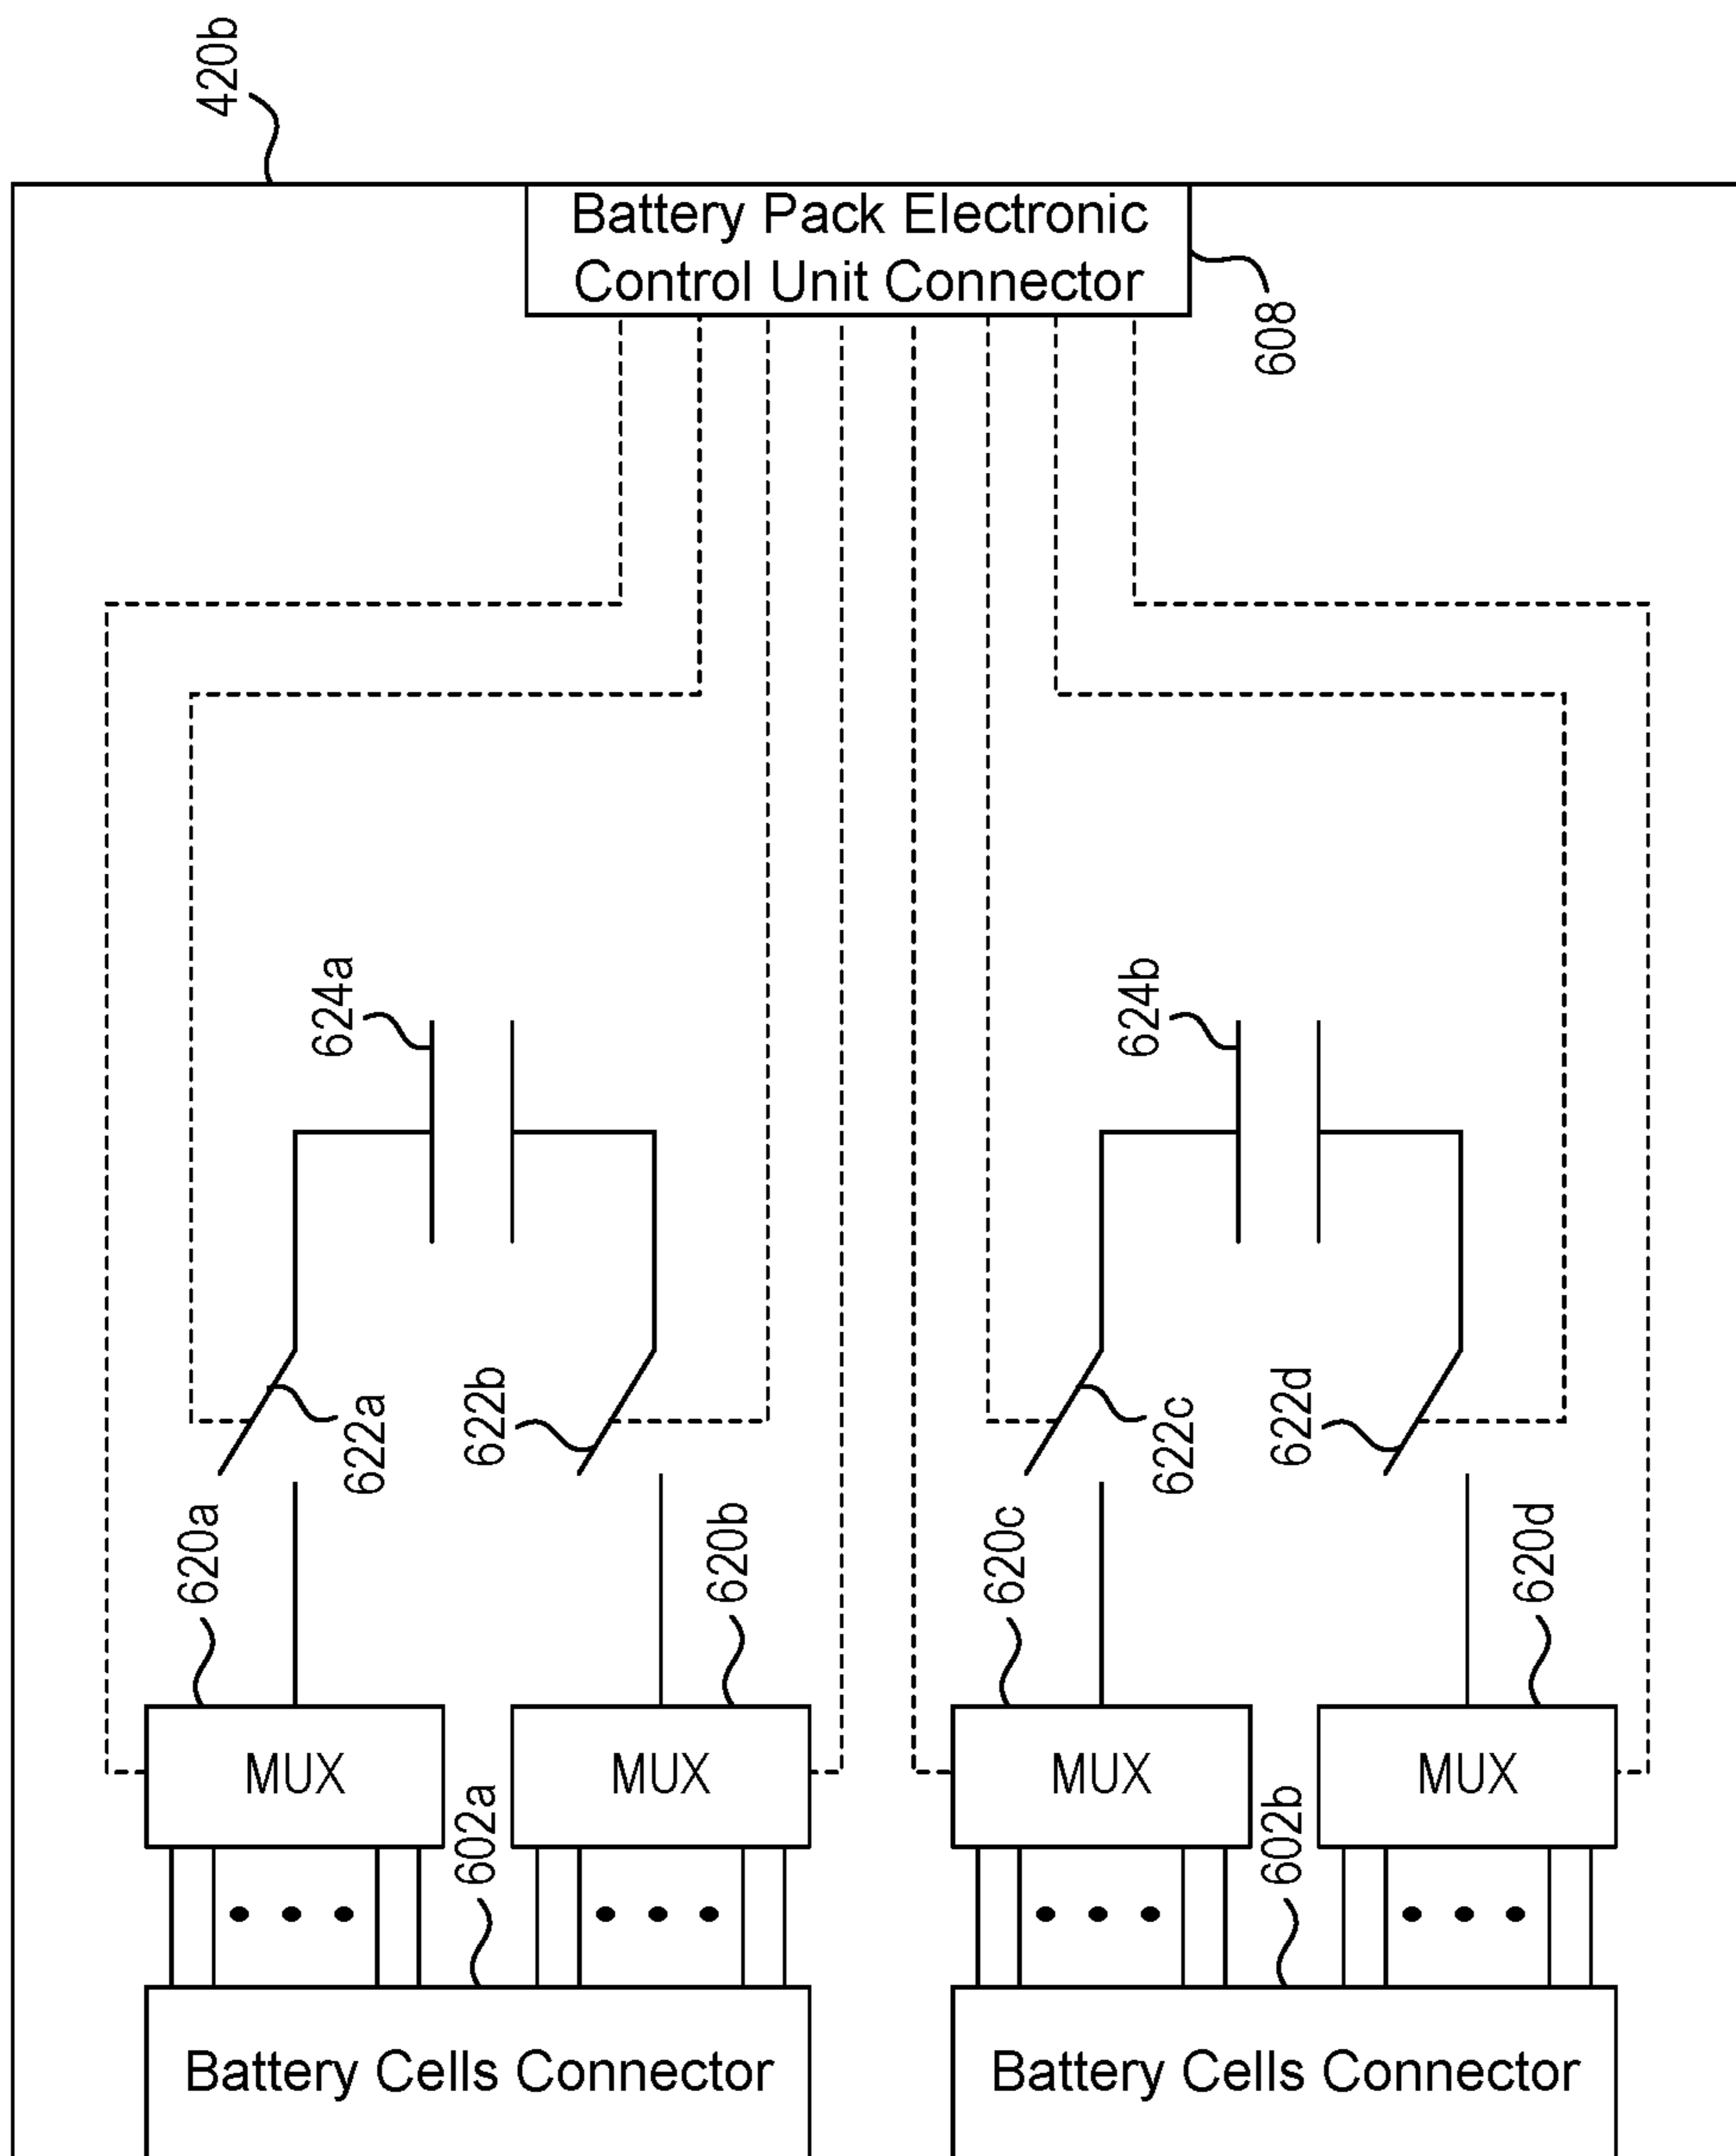 420b
Battery Pack Electronic
Control Unit Connector
608
624a
624b
622a
622b
622c
622d
620a
620b
620c
620d
MUX
MUX
MUX
MUX
602a
602b
Battery Cells Connector
Battery Cells Connector